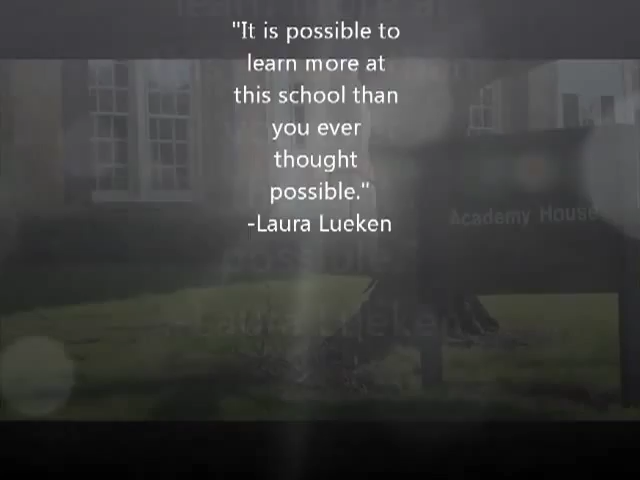 "It is possible to
learn more at
this school than
you ever
thought
possible."
-Laura Lueken
Academy House